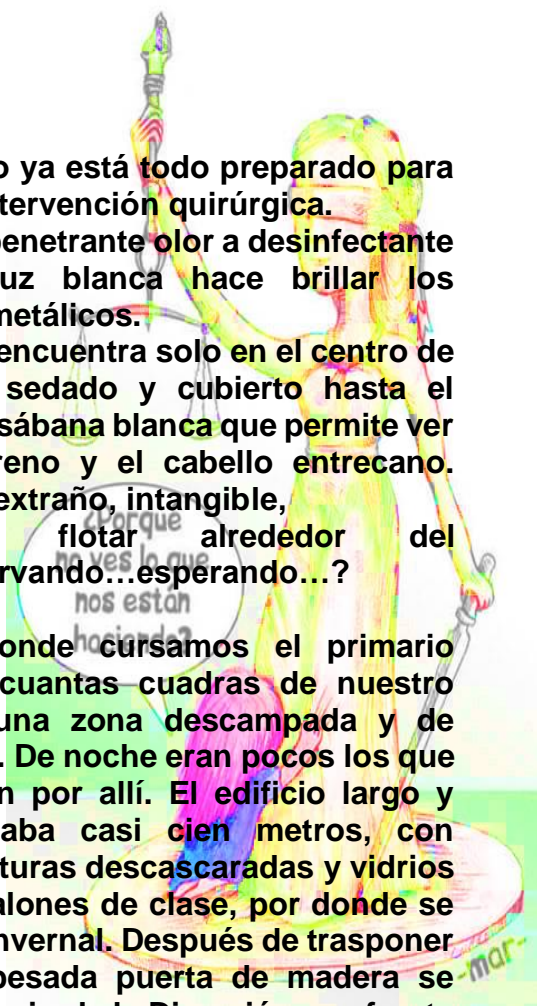 o ya está todo preparado para
tervención quirúrgica.
penetrante olor a desinfectante
uz blanca hace brillar los
metálicos.
encuentra solo en el centro de
sedado y cubierto hasta el
sábana blanca que permite ver
reno y el cabello entrecano.
extraño, intangible,
flotar alrededor del
rvando…esperando…?
¿Porque
no ves lo que
nos están
haciendo?
onde cursamos el primario
cuantas cuadras de nuestro
una zona descampada y de
. De noche eran pocos los que
n por allí. El edificio largo y
aba casi cien metros, con
turas descascaradas y vidrios
alones de clase, por donde se
nvernal. Después de trasponer
pesada puerta de madera se
-mar-